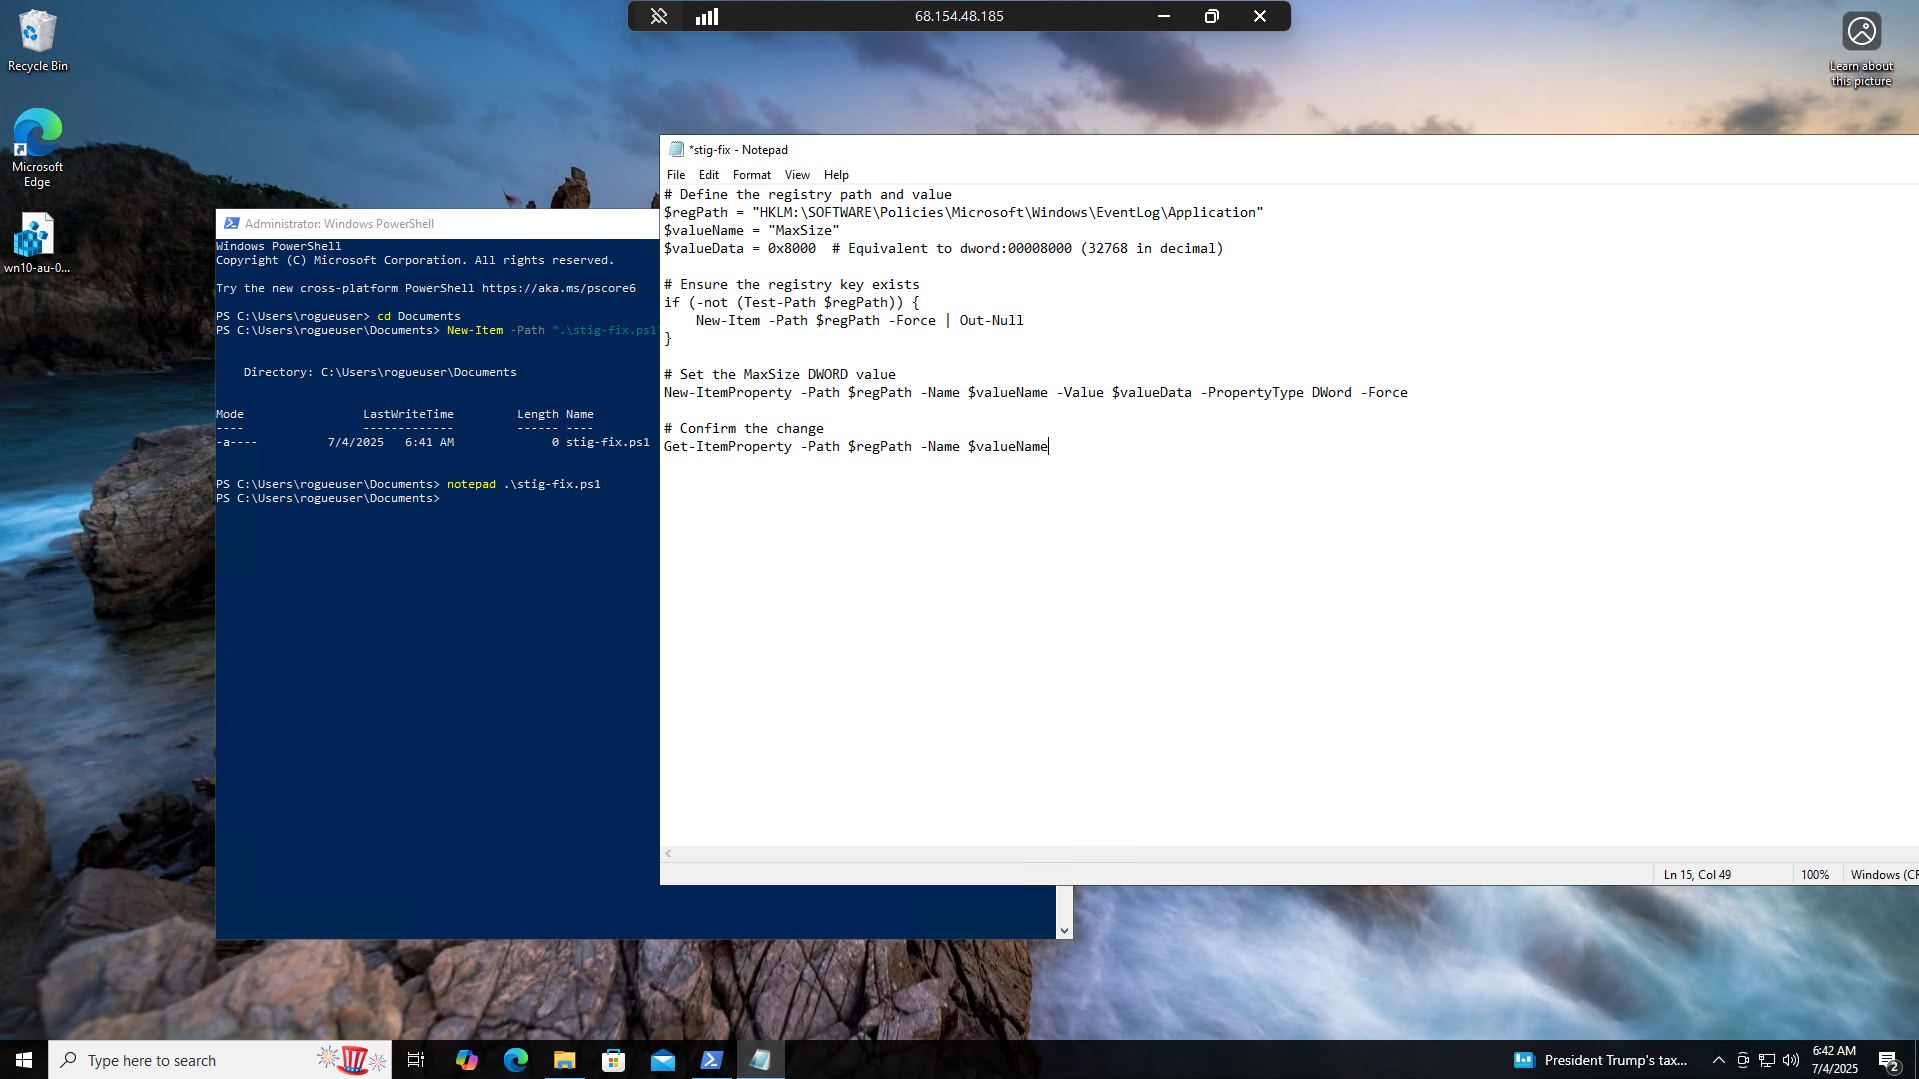 68.154.48.185
Recycle Bin
Learn about
this picture
Microsoft
Edge
wn10-au-0...
Administrator: Windows PowerShell
Windows PowerShell
Copyright (C) Microsoft Corporation. All rights reserved.
Try the new cross-platform PowerShell https://aka.ms/pscore6
PS C:\Users\rogueuser> cd Documents
PS C:\Users\rogueuser\Documents> New-Item -Path ".\stig-fix.ps1"
Directory: C:\Users\rogueuser\Documents
Mode LastWriteTime Length Name
---- ------------- ------ ----
-a---- 7/4/2025 6:41 AM 0 stig-fix.ps1
PS C:\Users\rogueuser\Documents> notepad .\stig-fix.ps1
PS C:\Users\rogueuser\Documents>
*stig-fix - Notepad
File Edit Format View Help
# Define the registry path and value
$regPath = "HKLM:\SOFTWARE\Policies\Microsoft\Windows\EventLog\Application"
$valueName = "MaxSize"
$valueData = 0x8000  # Equivalent to dword:00008000 (32768 in decimal)
# Ensure the registry key exists
if (-not (Test-Path $regPath)) {
    New-Item -Path $regPath -Force | Out-Null
}
# Set the MaxSize DWORD value
New-ItemProperty -Path $regPath -Name $valueName -Value $valueData -PropertyType DWord -Force
# Confirm the change
Get-ItemProperty -Path $regPath -Name $valueName
Ln 15, Col 49 100% Windows (CR
Type here to search
President Trump's tax...
6:42 AM
7/4/2025
2